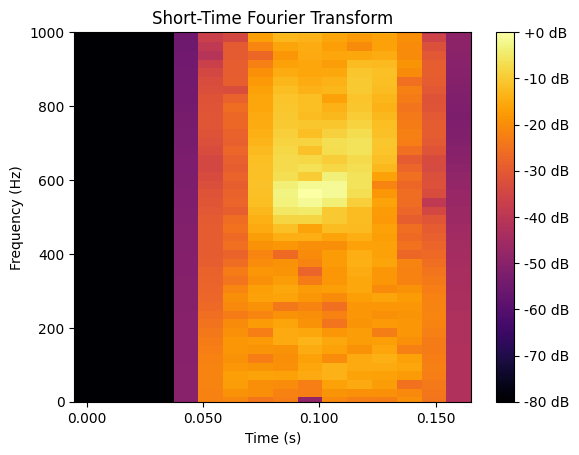 Short-Time Fourier Transform
Frequency (Hz)
1000
800
600
400
200
0
0.000
0.050
0.100
0.150
Time (s)
+0 dB
-10 dB
-20 dB
-30 dB
-40 dB
-50 dB
-60 dB
-70 dB
-80 dB